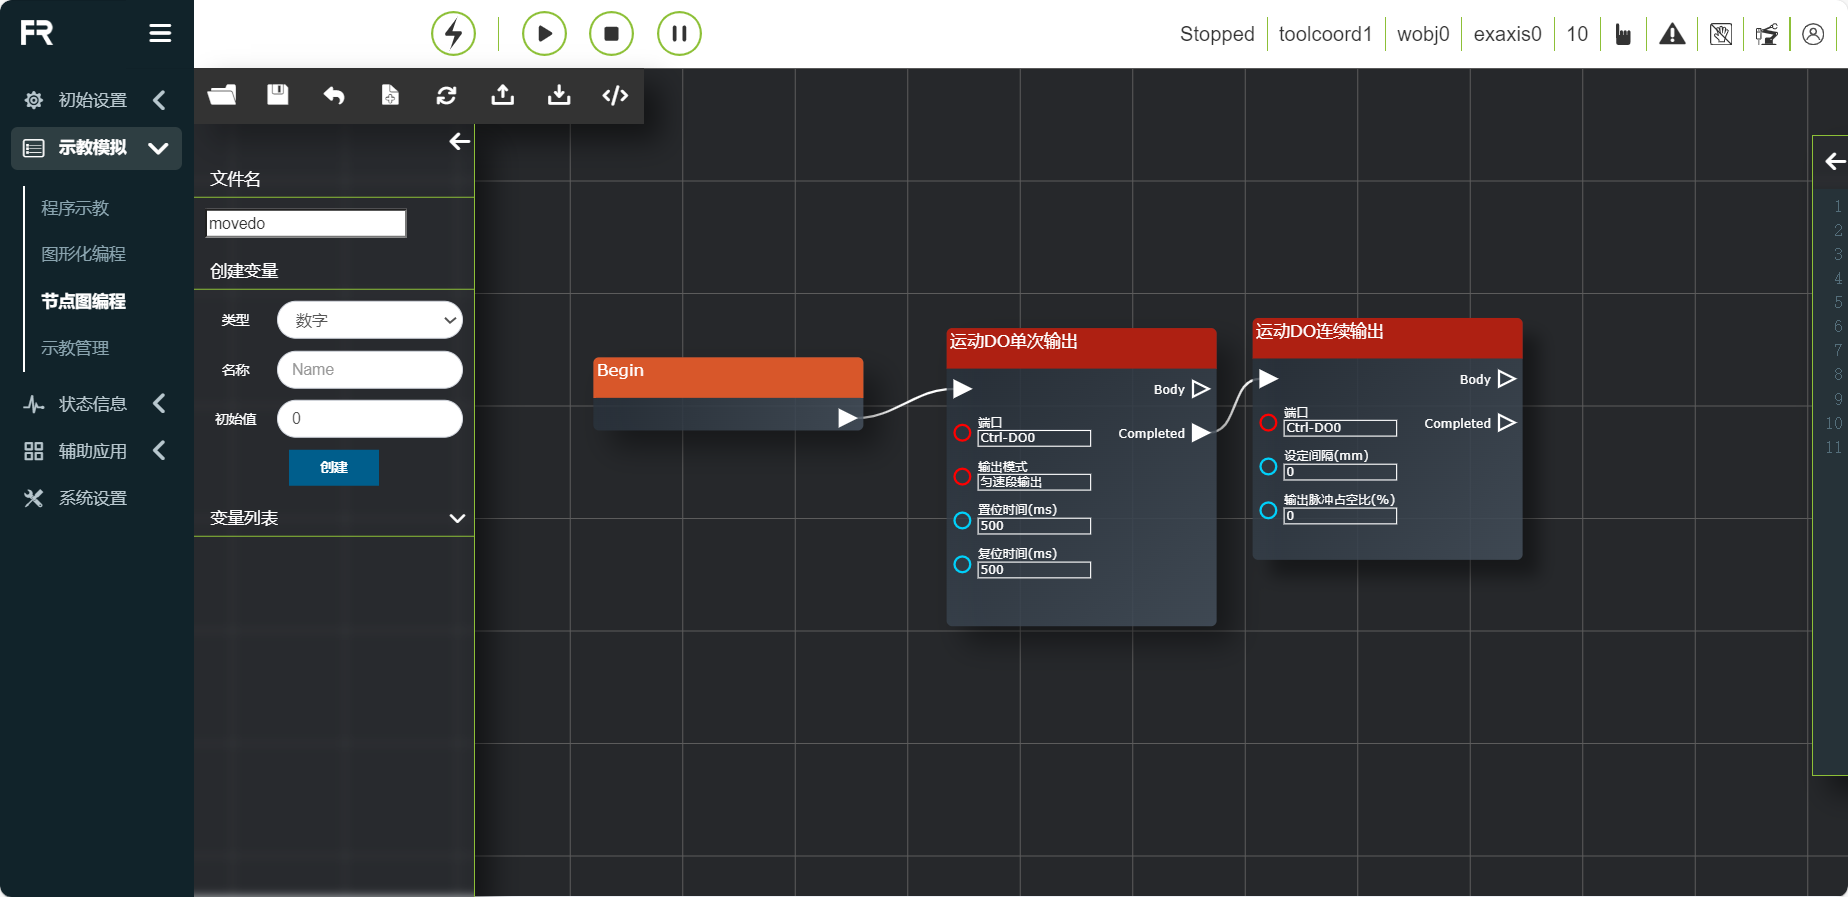 FR
Stopped
toolcoord1
wobj0
exaxis0
10
初始设置
示教模拟
程序示教
图形化编程
节点图编程
示教管理
状态信息
辅助应用
系统设置
文件名
movedo
创建变量
类型
数字
名称
Name
初始值
0
创建
变量列表
Begin
运动DO单次输出
Body
端口
Ctrl-DO0
Completed
输出模式
匀速段输出
置位时间(ms)
500
复位时间(ms)
500
运动DO连续输出
Body
端口
Ctrl-DO0
Completed
设定间隔(mm)
0
输出脉冲占空比(%)
0
1
2
3
4
5
6
7
8
9
10
11